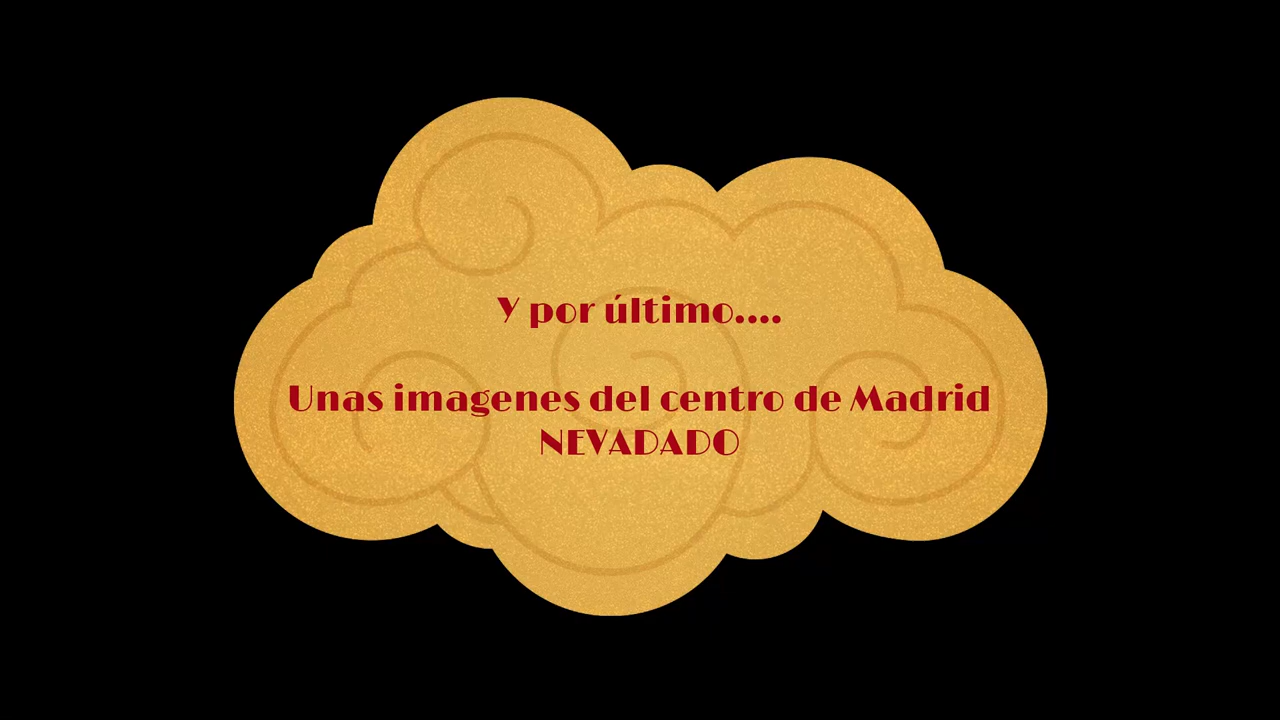 Y por último....
Unas imagenes del centro de Madrid
NEVADADO